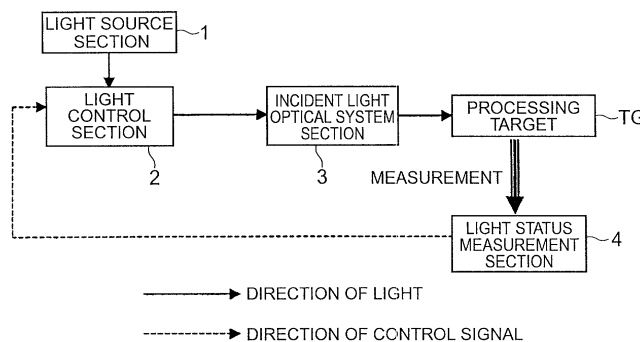 LIGHT SOURCE
SECTION
1
LIGHT
CONTROL
SECTION
2
INCIDENT LIGHT
OPTICAL SYSTEM
SECTION
3
PROCESSING
TARGET
TG
MEASUREMENT
LIGHT STATUS
MEASUREMENT
SECTION
4
DIRECTION OF LIGHT
DIRECTION OF CONTROL SIGNAL